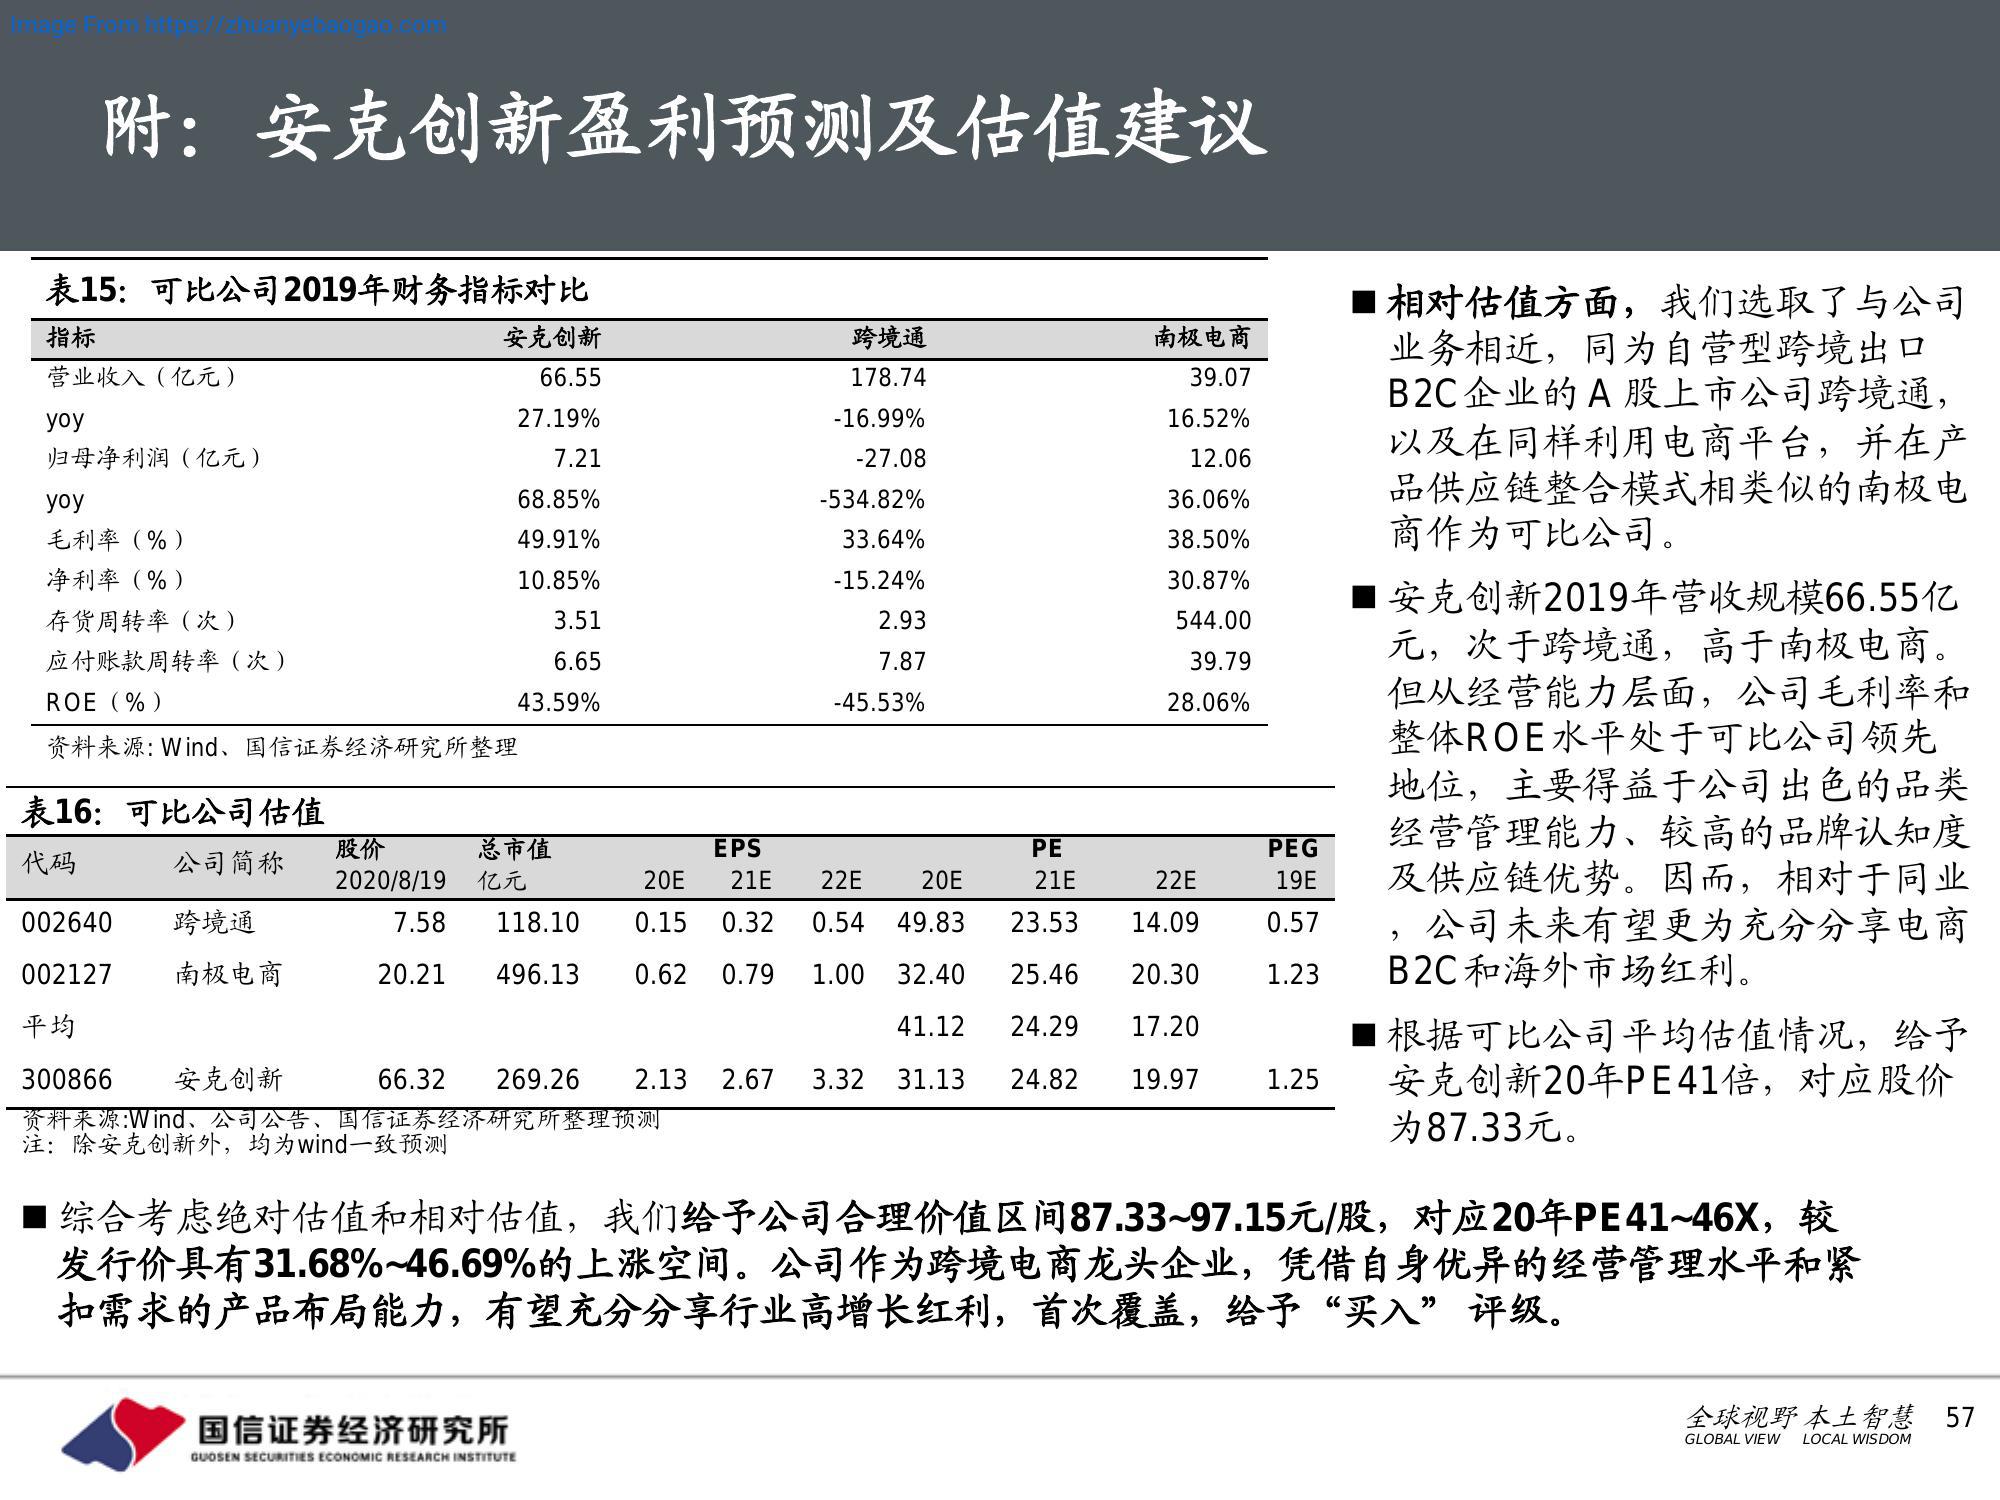 Image From https://zhuanyebaogao.com
附：安克创新盈利预测及估值建议
表15：可比公司2019年财务指标对比
指标 安克创新 跨境通 南极电商
营业收入（亿元） 66.55 178.74 39.07
yoy 27.19% -16.99% 16.52%
归母净利润（亿元） 7.21 -27.08 12.06
yoy 68.85% -534.82% 36.06%
毛利率（%） 49.91% 33.64% 38.50%
净利率（%） 10.85% -15.24% 30.87%
存货周转率（次） 3.51 2.93 544.00
应付账款周转率（次） 6.65 7.87 39.79
ROE（%） 43.59% -45.53% 28.06%
资料来源: Wind、国信证券经济研究所整理
表16：可比公司估值
代码 公司简称 股价 总市值 EPS PE PEG
2020/8/19 亿元 20E 21E 22E 20E 21E 22E 19E
002640 跨境通 7.58 118.10 0.15 0.32 0.54 49.83 23.53 14.09 0.57
002127 南极电商 20.21 496.13 0.62 0.79 1.00 32.40 25.46 20.30 1.23
平均 41.12 24.29 17.20
300866 安克创新 66.32 269.26 2.13 2.67 3.32 31.13 24.82 19.97 1.25
资料来源:Wind、公司公告、国信证券经济研究所整理预测
注：除安克创新外，均为wind一致预测
■ 相对估值方面，我们选取了与公司
业务相近，同为自营型跨境出口
B2C企业的 A 股上市公司跨境通，
以及在同样利用电商平台，并在产
品供应链整合模式相类似的南极电
商作为可比公司。
■ 安克创新2019年营收规模66.55亿
元，次于跨境通，高于南极电商。
但从经营能力层面，公司毛利率和
整体ROE水平处于可比公司领先
地位，主要得益于公司出色的品类
经营管理能力、较高的品牌认知度
及供应链优势。因而，相对于同业
，公司未来有望更为充分分享电商
B2C和海外市场红利。
■ 根据可比公司平均估值情况，给予
安克创新20年PE41倍，对应股价
为87.33元。
■ 综合考虑绝对估值和相对估值，我们给予公司合理价值区间87.33~97.15元/股，对应20年PE41~46X，较
发行价具有31.68%~46.69%的上涨空间。公司作为跨境电商龙头企业，凭借自身优异的经营管理水平和紧
扣需求的产品布局能力，有望充分分享行业高增长红利，首次覆盖，给予“买入” 评级。
国信证券经济研究所
GUOSEN SECURITIES ECONOMIC RESEARCH INSTITUTE
全球视野 本土智慧 57
GLOBAL VIEW LOCAL WISDOM